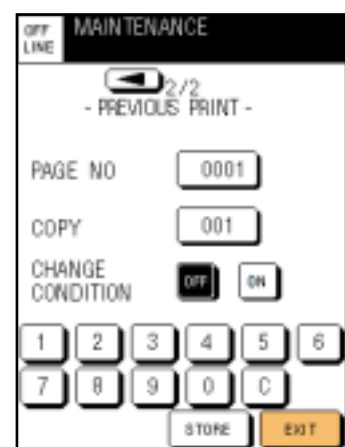 OFF LINE MAINTENANCE
2/2
- PREVIOUS PRINT -
PAGE NO 0001
COPY 001
CHANGE CONDITION OFF ON
1 2 3 4 5 6
7 8 9 0 C
STORE EXIT